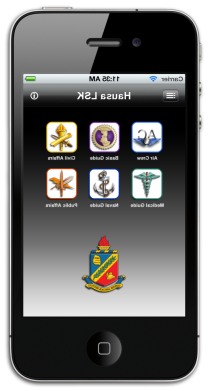 Carrier 11:35 AM
Hausa LSK
Air Crew Basic Guide Civil Affairs
Medical Guide Naval Guide Public Affairs